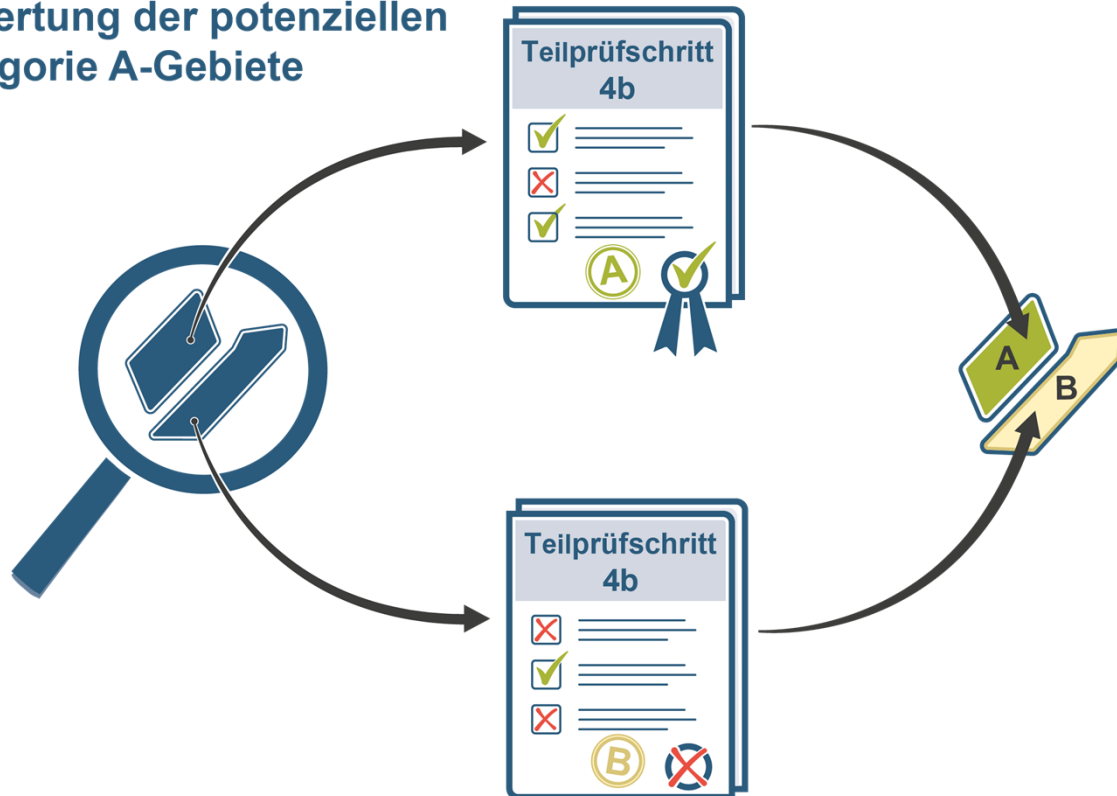 ertung der potenziellen
gorie A-Gebiete
Teilprüfschritt
4b
A
A
B
Teilprüfschritt
4b
B